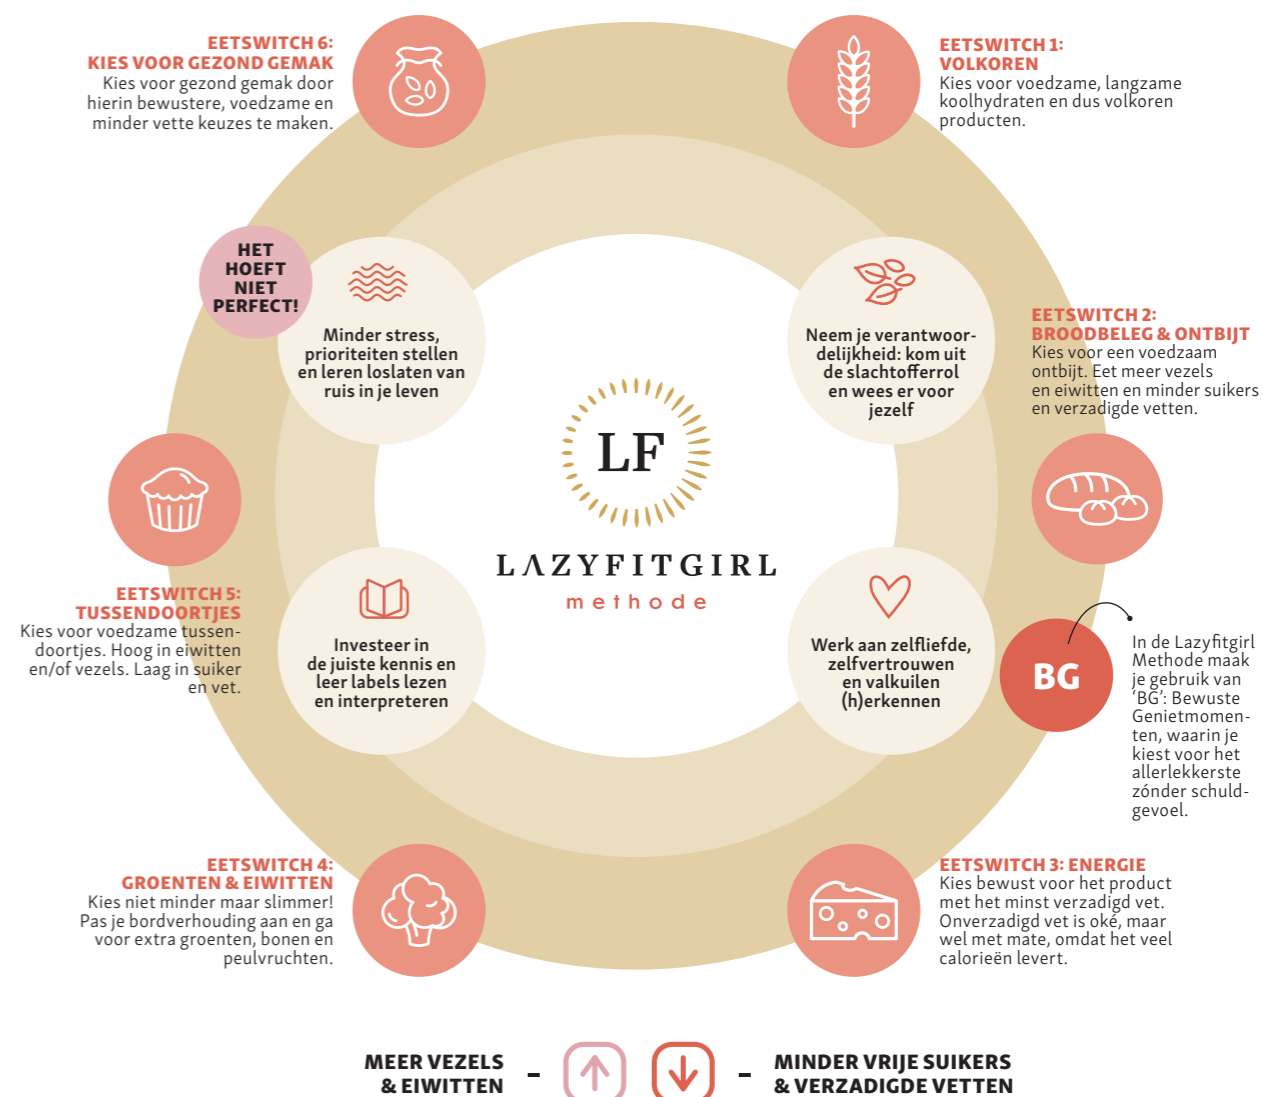 EETSWITCH 6:
KIES VOOR GEZOND GEMAK
Kies voor gezond gemak door
hierin bewustere, voedzame en
minder vette keuzes te maken.
EETSWITCH 1:
VOLKOREN
Kies voor voedzame, langzame
koolhydraten en dus volkoren
producten.
HET
HOEFT
NIET
PERFECT!
Minder stress,
prioriteiten stellen
en leren loslaten van
ruis in je leven
Neem je verantwoor-
delijkheid: kom uit
de slachtofferrol
en wees er voor
jezelf
EETSWITCH 2:
BROODBELEG & ONTBIJT
Kies voor een voedzaam
ontbijt. Eet meer vezels
en eiwitten en minder suikers
en verzadigde vetten.
LF
LAZYFITGIRL
methode
EETSWITCH 5:
TUSSENDOORTJES
Kies voor voedzame tussen-
doortjes. Hoog in eiwitten
en/of vezels. Laag in suiker
en vet.
Investeer in
de juiste kennis en
leer labels lezen
en interpreteren
Werk aan zelfliefde,
zelfvertrouwen
en valkuilen
(h)erkennen
BG
In de Lazyfitgirl
Methode maak
je gebruik van
'BG': Bewuste
Genietmomen-
ten, waarin je
kiest voor het
allerlekkerste
zónder schuld-
gevoel.
EETSWITCH 4:
GROENTEN & EIWITTEN
Kies niet minder maar slimmer!
Pas je bordverhouding aan en ga
voor extra groenten, bonen en
peulvruchten.
EETSWITCH 3: ENERGIE
Kies bewust voor het product
met het minst verzadigd vet.
Onverzadigd vet is oké, maar
wel met mate, omdat het veel
calorieën levert.
MEER VEZELS
& EIWITTEN
-
-
MINDER VRIJE SUIKERS
& VERZADIGDE VETTEN